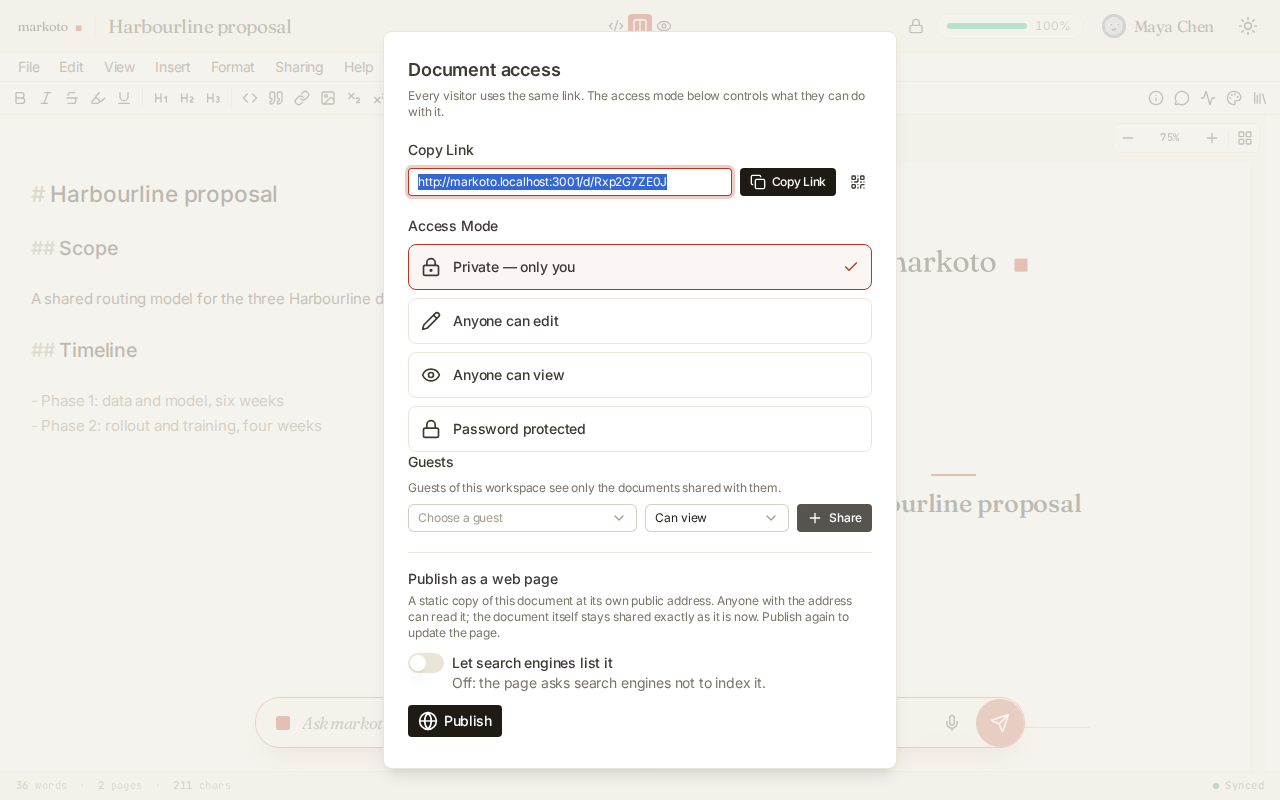 markoto
Harbourline proposal
100%
Maya Chen
File Edit View Insert Format Sharing Help
H1 H2 H3
75%
# Harbourline proposal
## Scope
A shared routing model for the three Harbourline d
## Timeline
- Phase 1: data and model, six weeks
- Phase 2: rollout and training, four weeks
Document access
Every visitor uses the same link. The access mode below controls what they can do
with it.
Copy Link
http://markoto.localhost:3001/d/Rxp2G7ZE0J
Copy Link
Access Mode
Private — only you
Anyone can edit
Anyone can view
Password protected
Guests
Guests of this workspace see only the documents shared with them.
Choose a guest
Can view
Share
Publish as a web page
A static copy of this document at its own public address. Anyone with the address
can read it; the document itself stays shared exactly as it is now. Publish again to
update the page.
Let search engines list it
Off: the page asks search engines not to index it.
Publish
arkoto
urline proposal
Ask markot
36 words · 2 pages · 211 chars
Synced